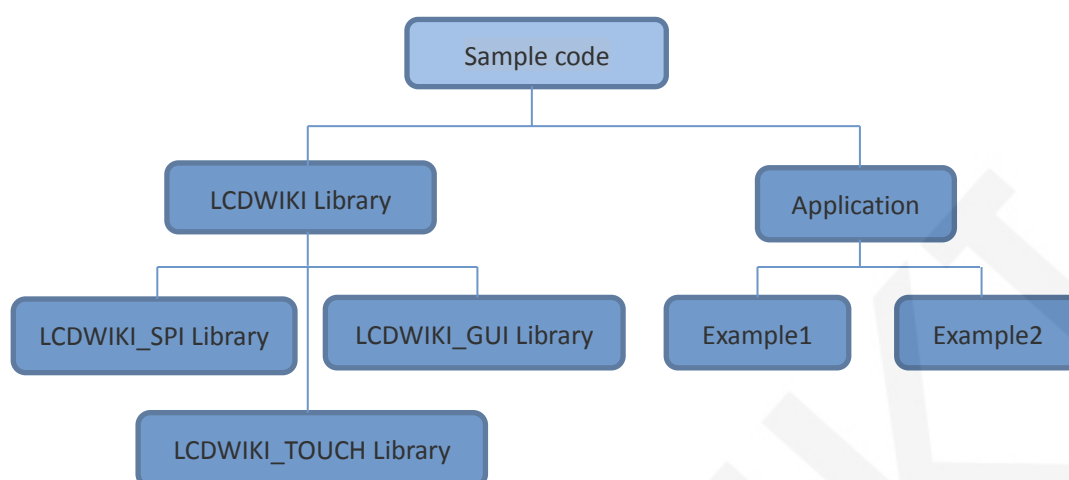 Sample code
LCDWIKI Library
Application
LCDWIKI_SPI Library
LCDWIKI_GUI Library
Example1
Example2
LCDWIKI_TOUCH Library